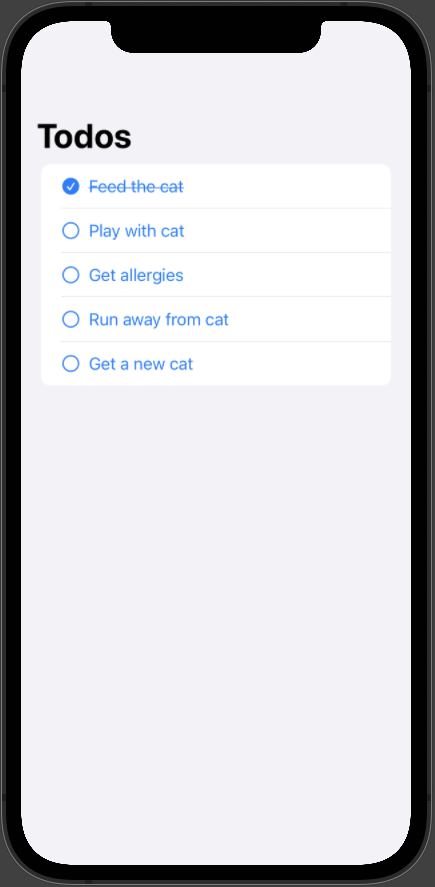 Todos
Feed the cat
Play with cat
Get allergies
Run away from cat
Get a new cat